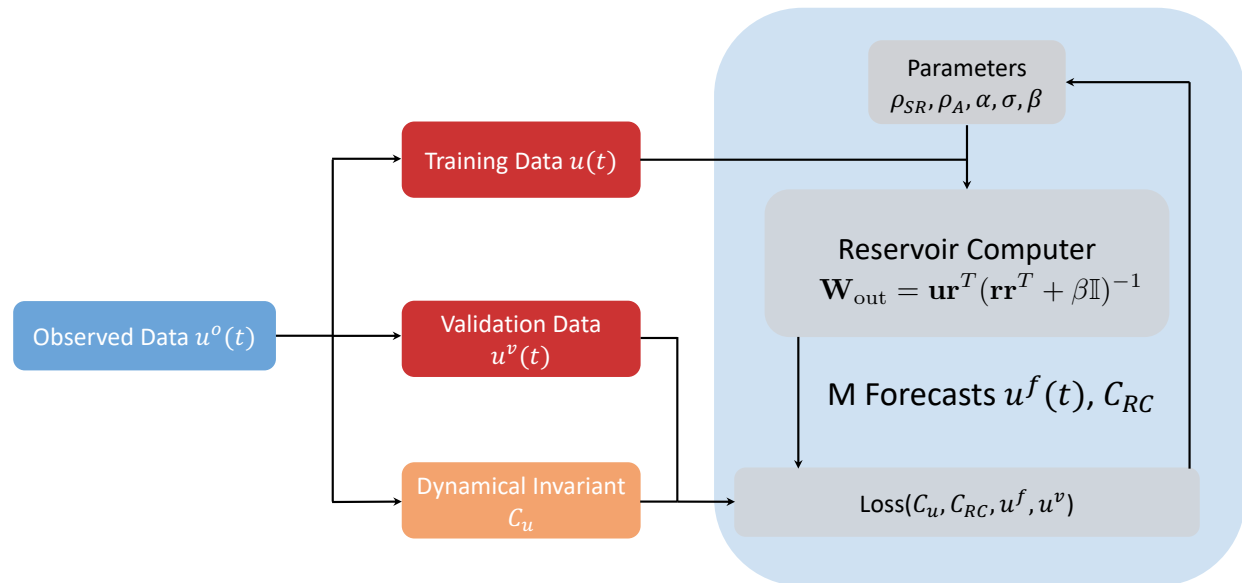 Parameters
ρ_SR, ρ_A, α, σ, β
Training Data u(t)
Reservoir Computer
W_out = ur^T(rr^T + β𝕀)^−1
Observed Data u^o(t)
Validation Data
u^v(t)
M Forecasts u^f(t), C_RC
Dynamical Invariant
C_u
Loss(C_u, C_RC, u^f, u^v)